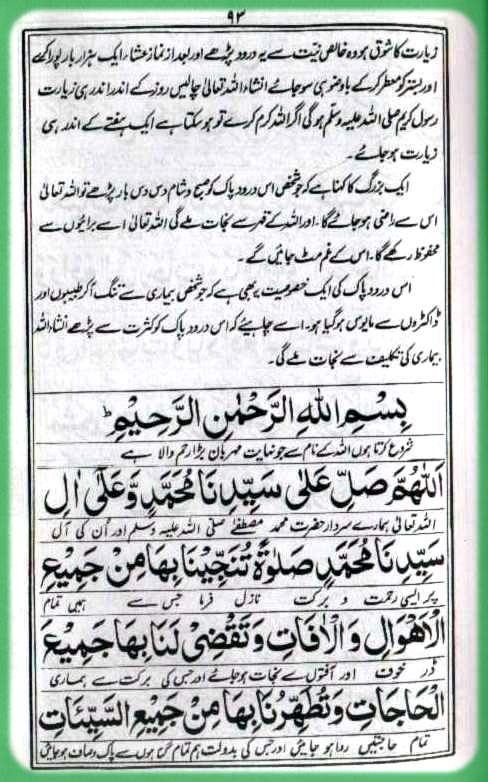 ۹۳
زیارت کا شوق ہو وہ خالص نیّت سے یہ درود پڑھے اور بعد از نماز عشاء ایک ہزار بار پورا کرے
اور بستر کو معطر کر کے با وضو ہی سو جائے انشاء اللہ تعالیٰ چالیس روز کے اندر اندر ہی زیارت
رسول کریم صلی اللہ علیہ وسلّم ہو گی اگر اللہ کرم کرے تو ہو سکتا ہے ایک ہفتے کے اندر ہی
زیارت ہو جائے۔
ایک بزرگ کا کہنا ہے کہ جو شخص اس درود پاک کو صبح و شام دس دس بار پڑھے تو اللہ تعالیٰ
اس سے راضی ہو جائے گا۔ اور اللہ کے قہر سے نجات ملے گی اللہ تعالیٰ اسے برائیوں سے
محفوظ رکھے گا۔ اس کے غم مٹ جائیں گے۔
اس درود پاک کی ایک خصوصیت یہ بھی ہے کہ جو شخص بیماری سے تنگ آ کر طبیبوں اور
ڈاکٹروں سے مایوس ہو گیا ہو۔ اسے چاہیئے کہ اس درود پاک کو کثرت سے پڑھے انشاء اللہ
بیماری کی تکلیف سے نجات ملے گی۔
بِسْمِ اللّٰهِ الرَّحْمٰنِ الرَّحِيْمِ ؕ
شروع کرتا ہوں اللہ کے نام سے جو نہایت مہربان بڑا رحم والا ہے
اَللّٰهُمَّ صَلِّ عَلٰى سَيِّدِنَا مُحَمَّدٍ وَّعَلٰٓى اٰلِ
اللہ تعالیٰ ہمارے سردار حضرت محمد مصطفٰے صلی اللہ علیہ وسلم اور اُن کی آل
سَيِّدِنَا مُحَمَّدٍ صَلٰوةً تُنَجِّيْنَا بِهَا مِنْ جَمِيْعِ
پر ایسی رحمت و برکت نازل فرما جس سے ہمیں تمام
الْاَهْوَالِ وَالْاٰفَاتِ وَتَقْضِىْ لَنَا بِهَا جَمِيْعَ
ڈر خوف اور آفتوں سے نجات ہو جائے اور جس کی برکت سے ہماری
الْحَاجَاتِ وَتُطَهِّرُنَا بِهَا مِنْ جَمِيْعِ السَّيِّئَاتِ
تمام حاجتیں روا ہو جائیں اور جس کی بدولت ہم تمام گناہوں سے پاک و صاف ہو جائیں